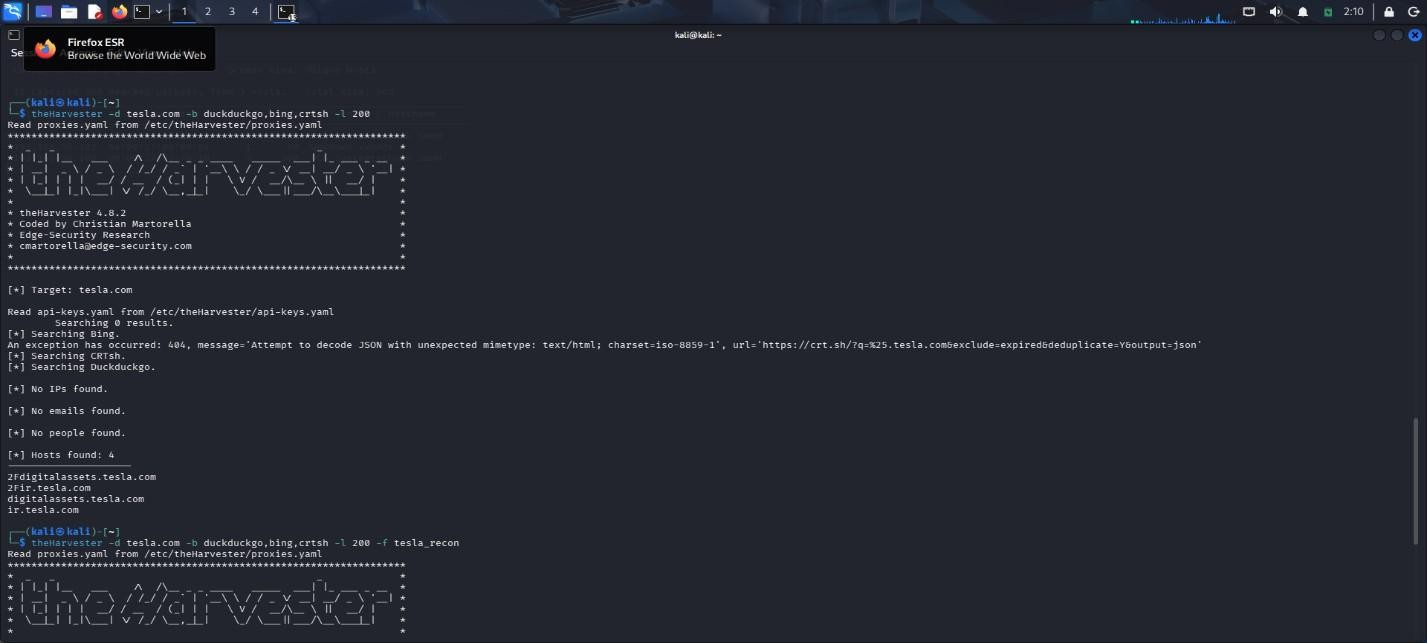 1 2 3 4
2:10
kali@kali: ~
Firefox ESR
Browse the World Wide Web
┌──(kali㉿kali)-[~]
└─$ theHarvester -d tesla.com -b duckduckgo,bing,crtsh -l 200
Read proxies.yaml from /etc/theHarvester/proxies.yaml
theHarvester
* theHarvester 4.8.2
* Coded by Christian Martorella
* Edge-Security Research
* cmartorella@edge-security.com
[*] Target: tesla.com
Read api-keys.yaml from /etc/theHarvester/api-keys.yaml
Searching 0 results.
[*] Searching Bing.
An exception has occurred: 404, message='Attempt to decode JSON with unexpected mimetype: text/html; charset=iso-8859-1', url='https://crt.sh/?q=%25.tesla.com&exclude=expired&deduplicate=Y&output=json'
[*] Searching CRTsh.
[*] Searching Duckduckgo.
[*] No IPs found.
[*] No emails found.
[*] No people found.
[*] Hosts found: 4
2Fdigitalassets.tesla.com
2Fir.tesla.com
digitalassets.tesla.com
ir.tesla.com
┌──(kali㉿kali)-[~]
└─$ theHarvester -d tesla.com -b duckduckgo,bing,crtsh -l 200 -f tesla_recon
Read proxies.yaml from /etc/theHarvester/proxies.yaml
theHarvester